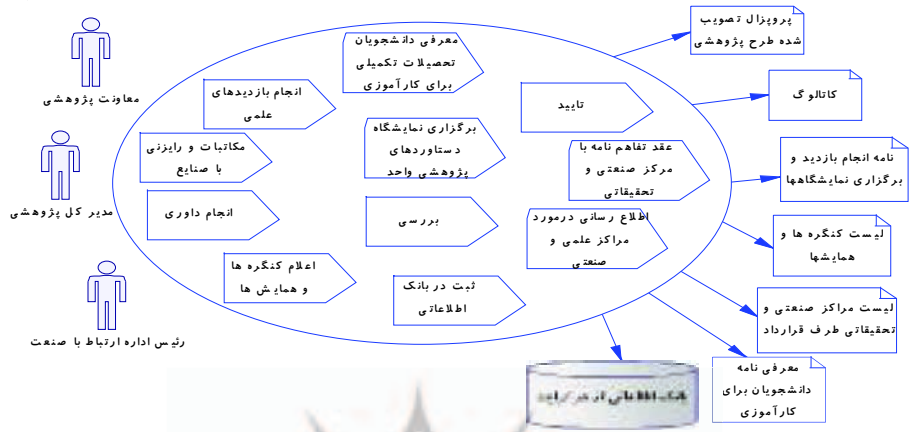 معاونت پژوهشی
مدیر کل پژوهشی
رئیس اداره ارتباط با صنعت
معرفی دانشجویان
تحصیلات تکمیلی
برای کارآموزی
انجام بازدیدهای
علمی
تایید
برگزاری نمایشگاه
دستاوردهای
پژوهشی واحد
مکاتبات و رایزنی
با صنایع
عقد تفاهم نامه با
مرکز صنعتی و
تحقیقاتی
انجام داوری
بررسی
اطلاع رسانی درمورد
مراکز علمی و
صنعتی
اعلام کنگره ها
و همایش ها
ثبت در بانک
اطلاعاتی
پروپزال تصویب
شده طرح پژوهشی
کاتالوگ
نامه انجام بازدید و
برگزاری نمایشگاهها
لیست کنگره ها و
همایشها
لیست مراکز صنعتی و
تحقیقاتی طرف قرارداد
معرفی نامه
دانشجویان برای
کارآموزی